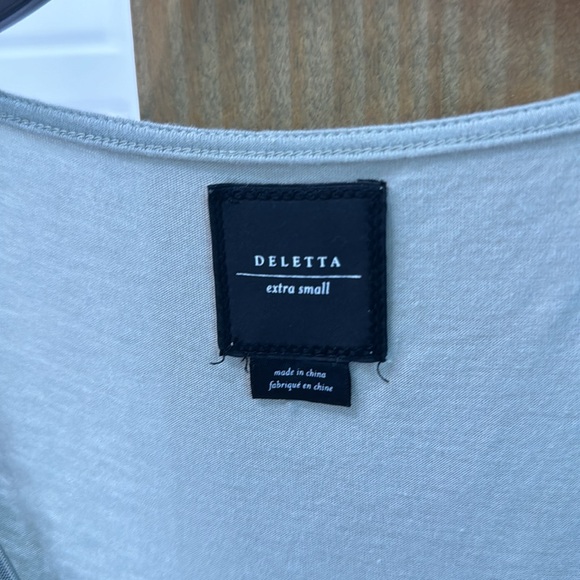 DELETTA
extra small
made in china
fabriqué en chine